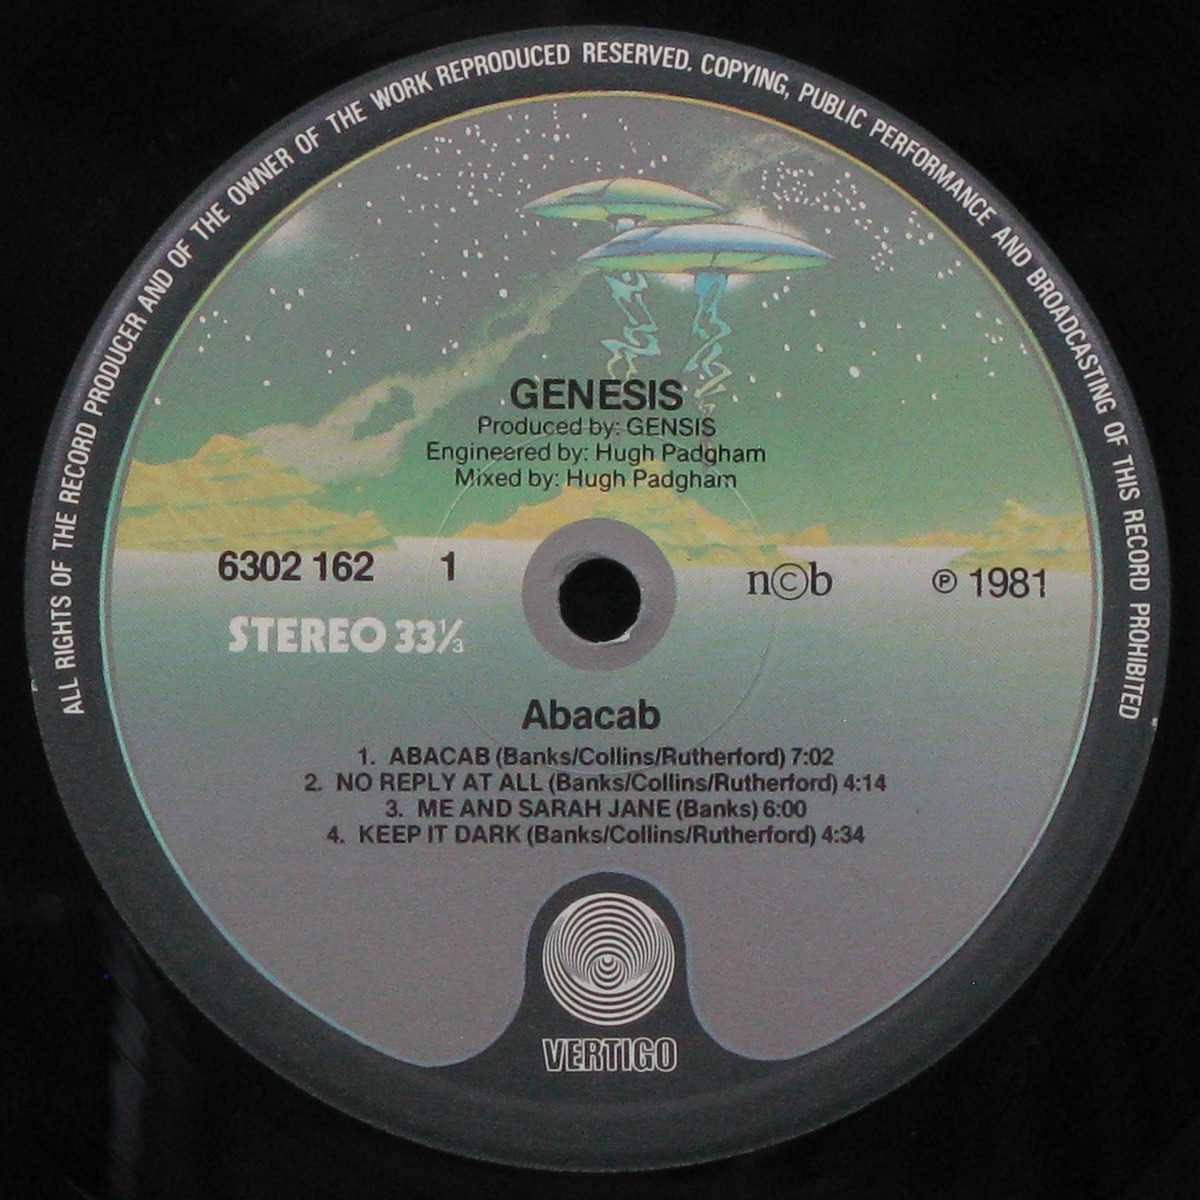 ALL RIGHTS OF THE RECORD PRODUCER AND OF THE OWNER OF THE WORK REPRODUCED RESERVED. COPYING, PUBLIC PERFORMANCE AND BROADCASTING OF THIS RECORD PROHIBITED
GENESIS
Produced by: GENSIS
Engineered by: Hugh Padgham
Mixed by: Hugh Padgham
6302 162 1 n©b ℗ 1981
STEREO 33⅓
Abacab
1. ABACAB (Banks/Collins/Rutherford) 7:02
2. NO REPLY AT ALL (Banks/Collins/Rutherford) 4:14
3. ME AND SARAH JANE (Banks) 6:00
4. KEEP IT DARK (Banks/Collins/Rutherford) 4:34
VERTIGO